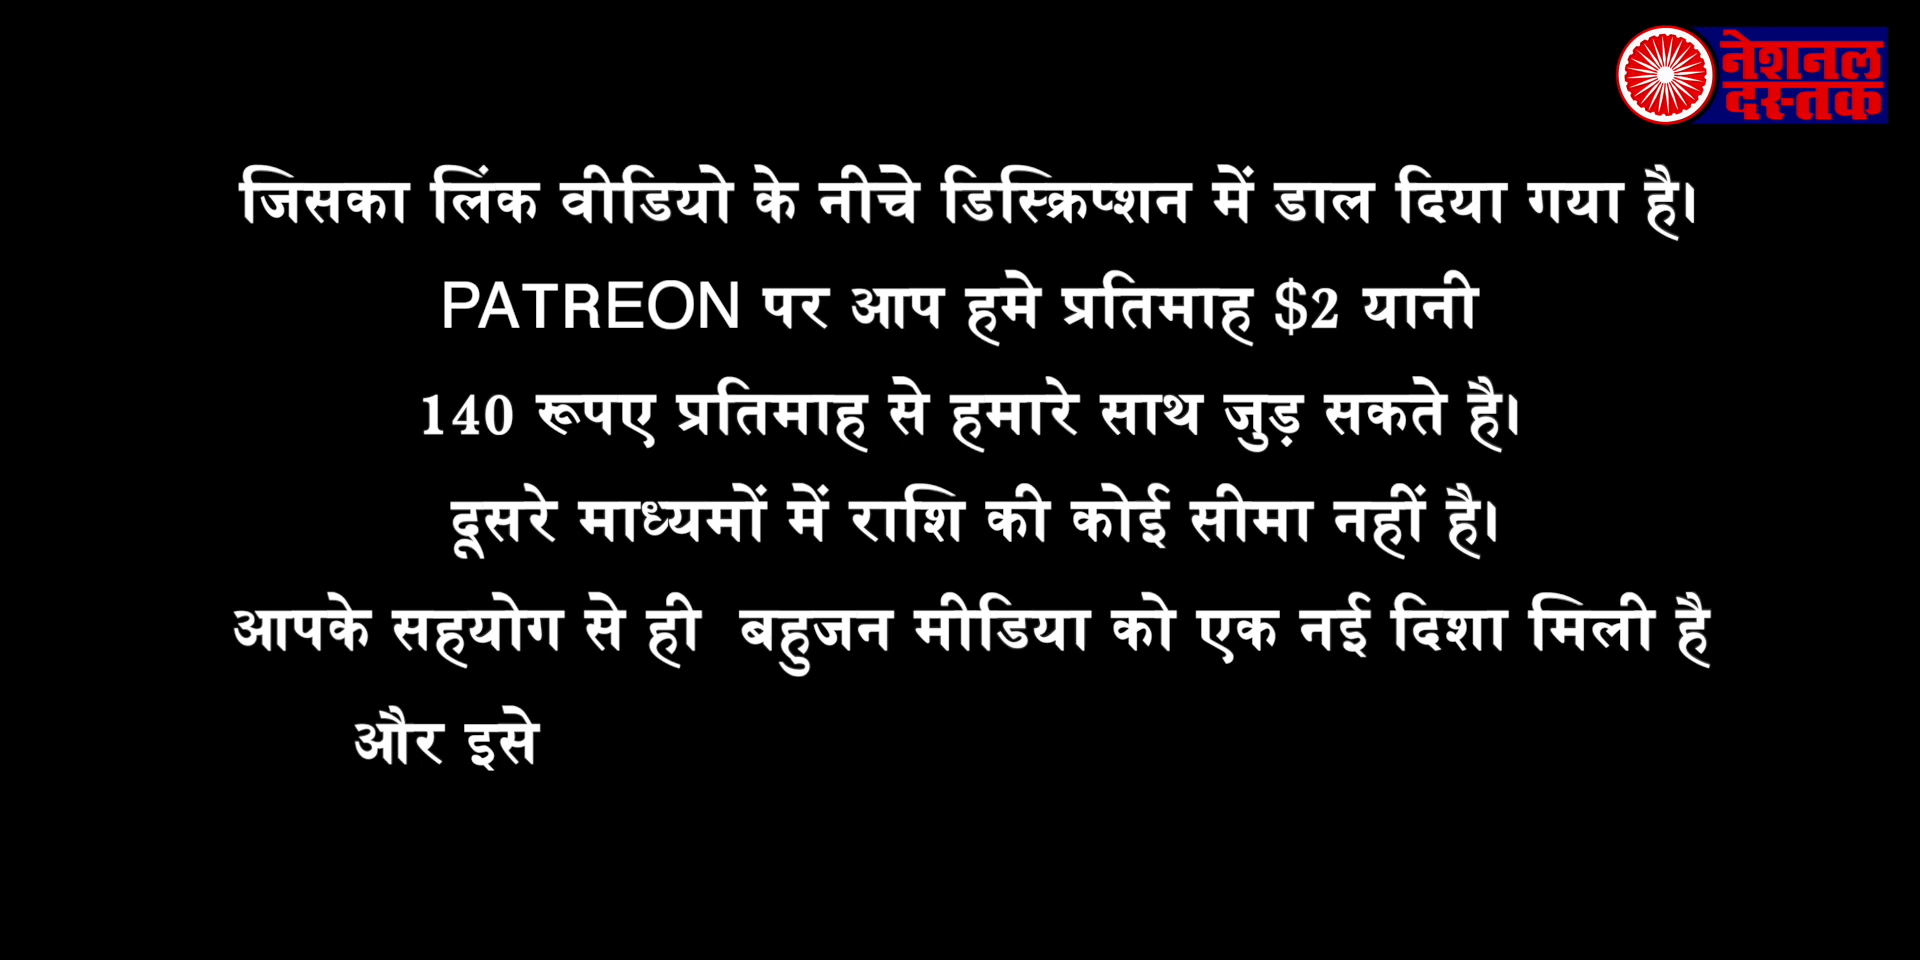 नेशनल
दस्तक
जिसका लिंक वीडियो के नीचे डिस्क्रिप्शन में डाल दिया गया है।
PATREON पर आप हमे प्रतिमाह $2 यानी
140 रूपए प्रतिमाह से हमारे साथ जुड़ सकते है।
दूसरे माध्यमों में राशि की कोई सीमा नहीं है।
आपके सहयोग से ही बहुजन मीडिया को एक नई दिशा मिली है
और इसे